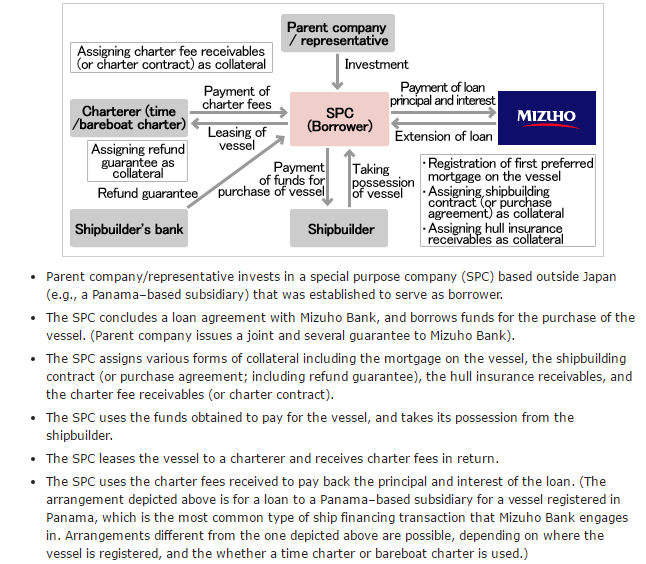 Parent company
/ representative
Assigning charter fee receivables
(or charter contract) as collateral
Investment
Payment of
charter fees
Payment of loan
principal and interest
Charterer (time
/bareboat charter)
SPC
(Borrower)
MIZUHO
Leasing of
vessel
Extension of loan
Assigning refund
guarantee as
collateral
Refund guarantee
Payment
of funds for
purchase of vessel
Taking
possession
of vessel
・Registration of first preferred
mortgage on the vessel
・Assigning shipbuilding
contract (or purchase
agreement) as collateral
・Assigning hull insurance
receivables as collateral
Shipbuilder's bank
Shipbuilder
• Parent company/representative invests in a special purpose company (SPC) based outside Japan
(e.g., a Panama–based subsidiary) that was established to serve as borrower.
• The SPC concludes a loan agreement with Mizuho Bank, and borrows funds for the purchase of the
vessel. (Parent company issues a joint and several guarantee to Mizuho Bank).
• The SPC assigns various forms of collateral including the mortgage on the vessel, the shipbuilding
contract (or purchase agreement; including refund guarantee), the hull insurance receivables, and
the charter fee receivables (or charter contract).
• The SPC uses the funds obtained to pay for the vessel, and takes its possession from the
shipbuilder.
• The SPC leases the vessel to a charterer and receives charter fees in return.
• The SPC uses the charter fees received to pay back the principal and interest of the loan. (The
arrangement depicted above is for a loan to a Panama–based subsidiary for a vessel registered in
Panama, which is the most common type of ship financing transaction that Mizuho Bank engages
in. Arrangements different from the one depicted above are possible, depending on where the
vessel is registered, and the whether a time charter or bareboat charter is used.)